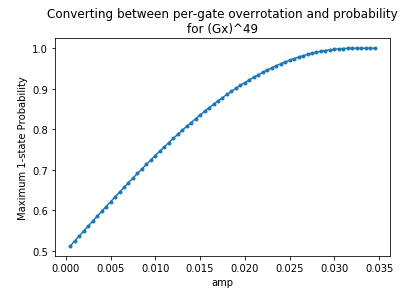 Converting between per-gate overrotation and probability
for (Gx)^49
1.0
0.9
0.8
0.7
0.6
0.5
Maximum 1-state Probability
0.000 0.005 0.010 0.015 0.020 0.025 0.030 0.035
amp